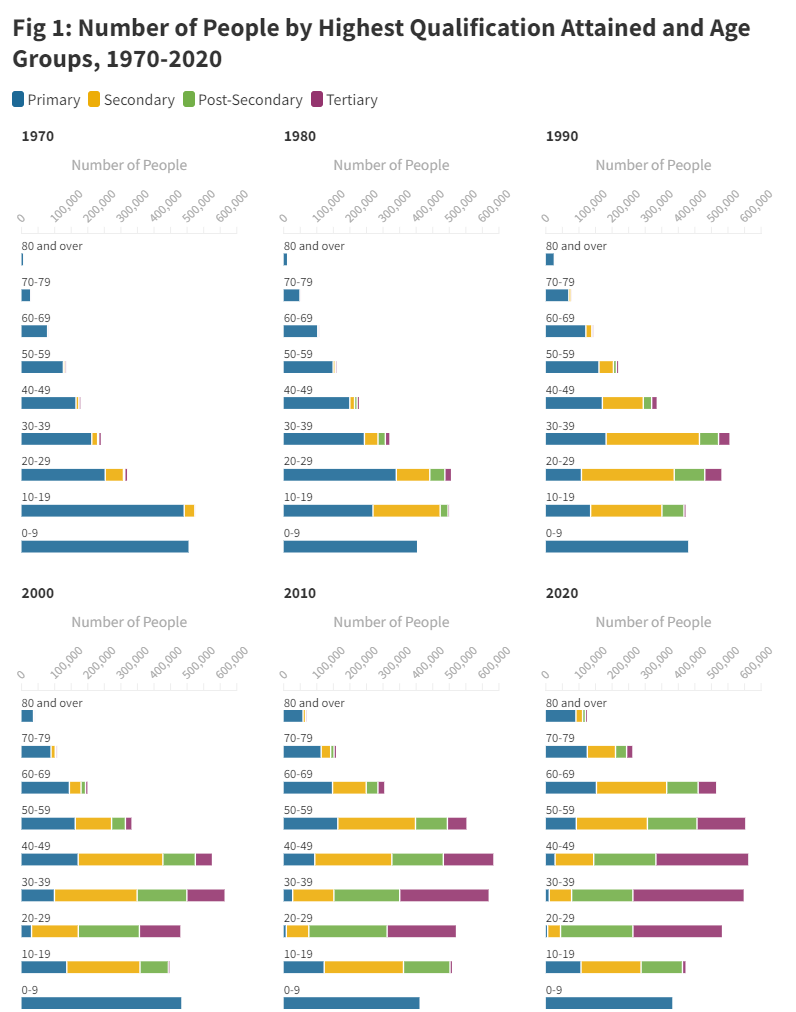 Fig 1: Number of People by Highest Qualification Attained and Age
Groups, 1970-2020
Primary Secondary Post-Secondary Tertiary
1970
Number of People
0 100,000 200,000 300,000 400,000 500,000 600,000
80 and over
70-79
60-69
50-59
40-49
30-39
20-29
10-19
0-9
1980
Number of People
0 100,000 200,000 300,000 400,000 500,000 600,000
80 and over
70-79
60-69
50-59
40-49
30-39
20-29
10-19
0-9
1990
Number of People
0 100,000 200,000 300,000 400,000 500,000 600,000
80 and over
70-79
60-69
50-59
40-49
30-39
20-29
10-19
0-9
2000
Number of People
0 100,000 200,000 300,000 400,000 500,000 600,000
80 and over
70-79
60-69
50-59
40-49
30-39
20-29
10-19
0-9
2010
Number of People
0 100,000 200,000 300,000 400,000 500,000 600,000
80 and over
70-79
60-69
50-59
40-49
30-39
20-29
10-19
0-9
2020
Number of People
0 100,000 200,000 300,000 400,000 500,000 600,000
80 and over
70-79
60-69
50-59
40-49
30-39
20-29
10-19
0-9